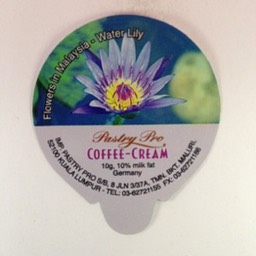 Flowers in Malaysia - Water Lily
Pastry Pro
COFFEE-CREAM
10g, 10% milk fat
Germany
IMP. PASTRY PRO S/B, 8 JLN 3/37A, TMN. BKT. MALURI,
52100 KUALA LUMPUR - TEL: 03-62721155 FX: 03-62721166